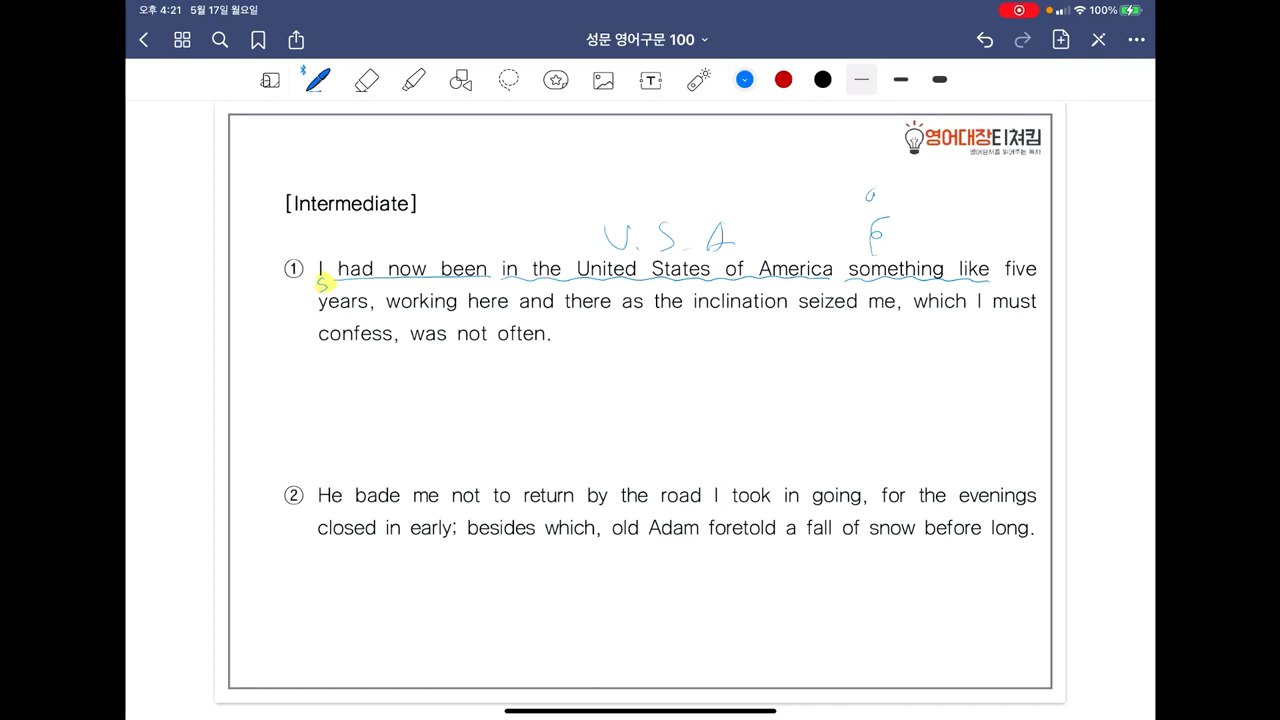 오후 4:21 5월 17일 월요일
100%
성문 영어구문 100
영어대장티쳐킴
[Intermediate]
U. S. A
① I had now been in the United States of America something like five
S
years, working here and there as the inclination seized me, which I must
confess, was not often.
② He bade me not to return by the road I took in going, for the evenings
closed in early; besides which, old Adam foretold a fall of snow before long.